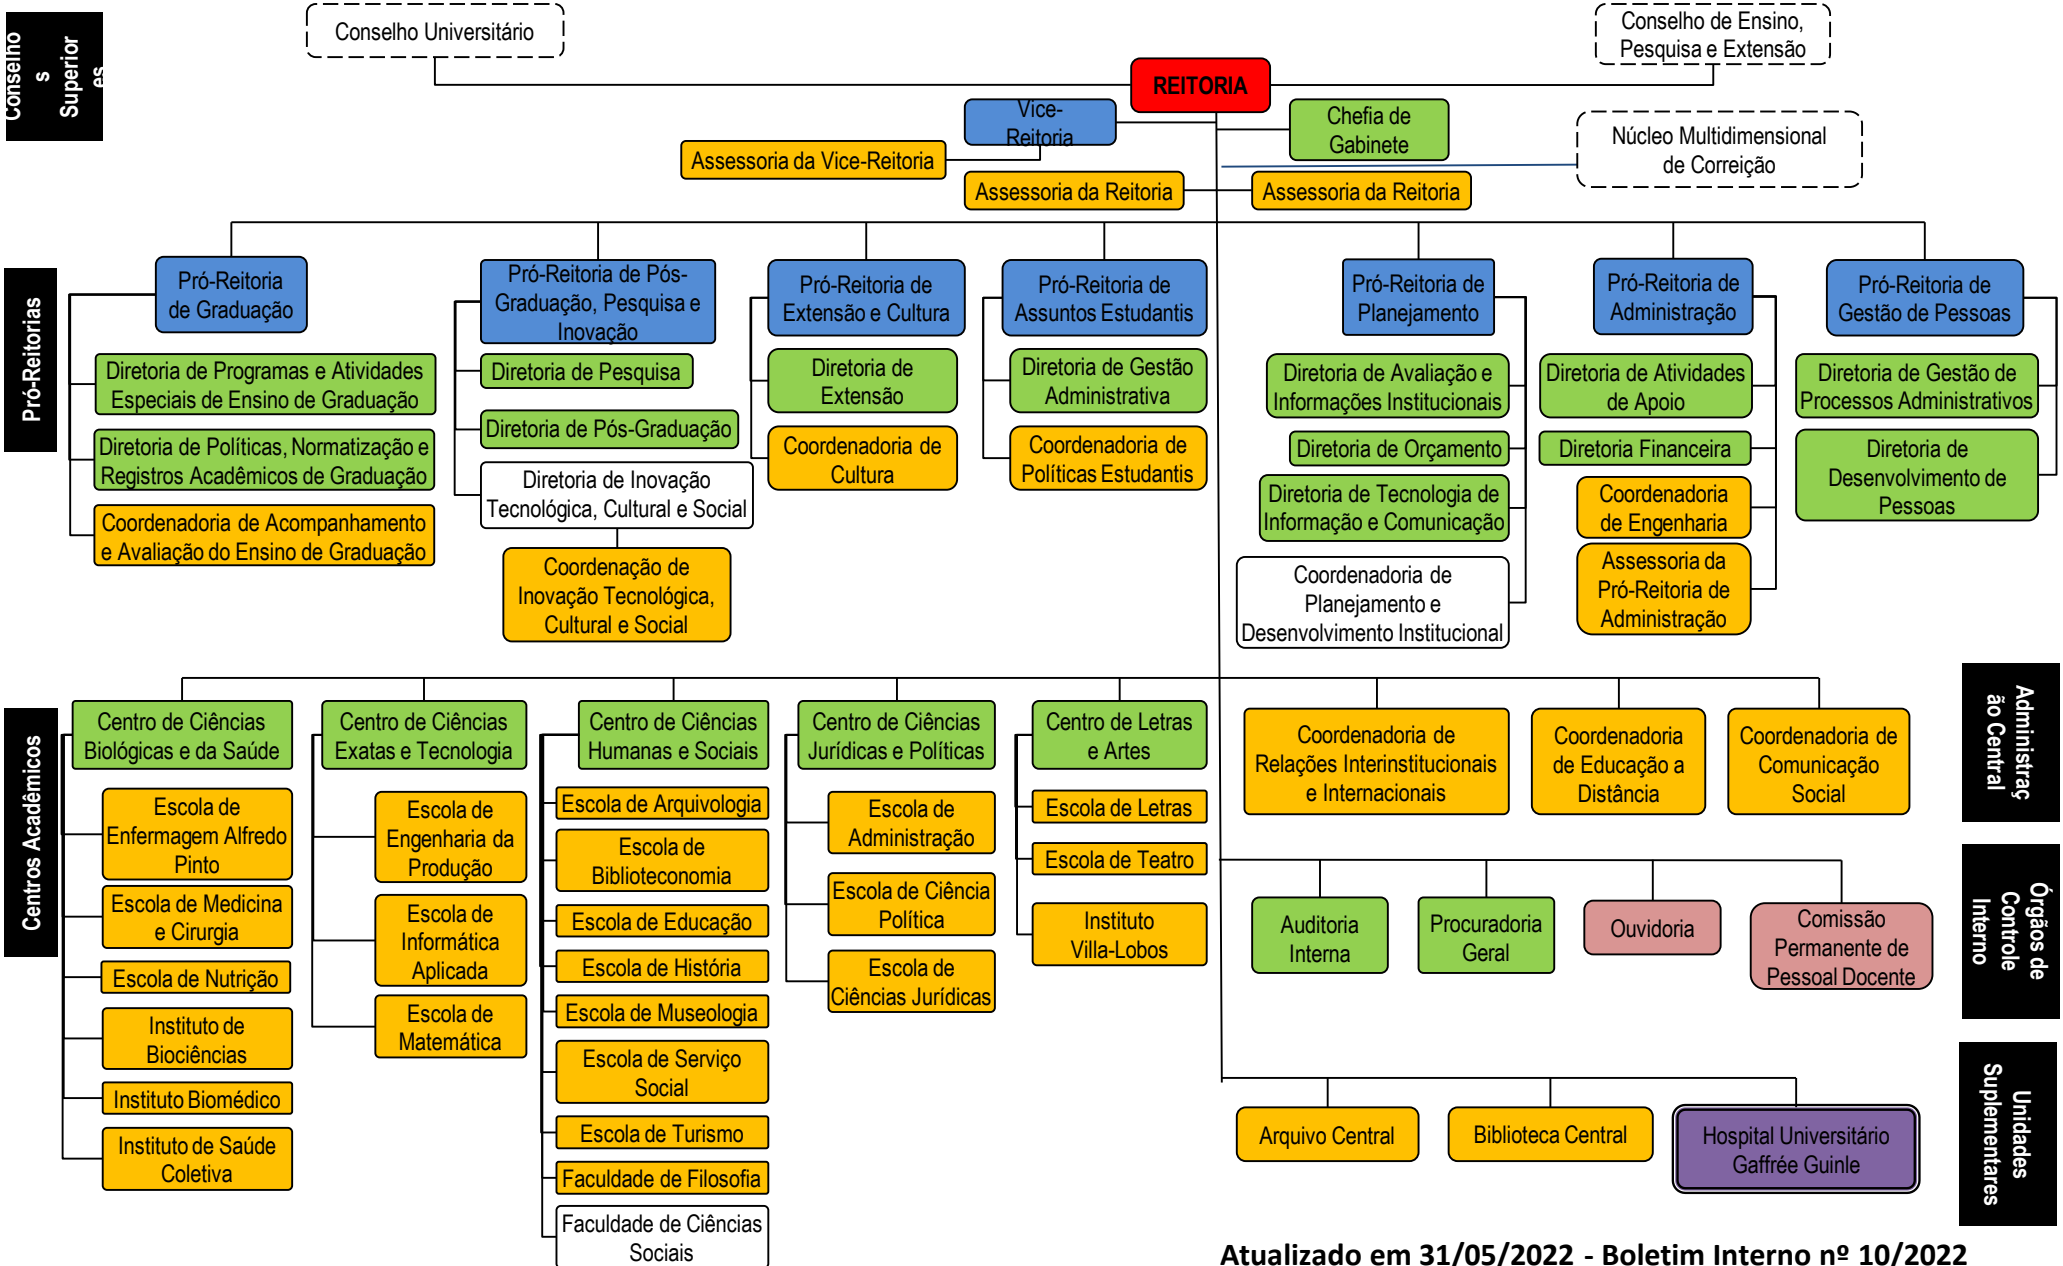 Conselho
s
Superior
es
Conselho Universitário
Conselho de Ensino,
Pesquisa e Extensão
REITORIA
Vice-
Reitoria
Chefia de
Gabinete
Núcleo Multidimensional
de Correição
Assessoria da Vice-Reitoria
Assessoria da Reitoria
Assessoria da Reitoria
Pró-Reitorias
Pró-Reitoria
de Graduação
Diretoria de Programas e Atividades
Especiais de Ensino de Graduação
Diretoria de Políticas, Normatização e
Registros Acadêmicos de Graduação
Coordenadoria de Acompanhamento
e Avaliação do Ensino de Graduação
Pró-Reitoria de Pós-
Graduação, Pesquisa e
Inovação
Diretoria de Pesquisa
Diretoria de Pós-Graduação
Diretoria de Inovação
Tecnológica, Cultural e Social
Coordenação de
Inovação Tecnológica,
Cultural e Social
Pró-Reitoria de
Extensão e Cultura
Diretoria de
Extensão
Coordenadoria de
Cultura
Pró-Reitoria de
Assuntos Estudantis
Diretoria de Gestão
Administrativa
Coordenadoria de
Políticas Estudantis
Pró-Reitoria de
Planejamento
Diretoria de Avaliação e
Informações Institucionais
Diretoria de Orçamento
Diretoria de Tecnologia de
Informação e Comunicação
Coordenadoria de
Planejamento e
Desenvolvimento Institucional
Pró-Reitoria de
Administração
Diretoria de Atividades
de Apoio
Diretoria Financeira
Coordenadoria
de Engenharia
Assessoria da
Pró-Reitoria de
Administração
Pró-Reitoria de
Gestão de Pessoas
Diretoria de Gestão de
Processos Administrativos
Diretoria de
Desenvolvimento de
Pessoas
Centros Acadêmicos
Centro de Ciências
Biológicas e da Saúde
Escola de
Enfermagem Alfredo
Pinto
Escola de Medicina
e Cirurgia
Escola de Nutrição
Instituto de
Biociências
Instituto Biomédico
Instituto de Saúde
Coletiva
Centro de Ciências
Exatas e Tecnologia
Escola de
Engenharia da
Produção
Escola de
Informática
Aplicada
Escola de
Matemática
Centro de Ciências
Humanas e Sociais
Escola de Arquivologia
Escola de
Biblioteconomia
Escola de Educação
Escola de História
Escola de Museologia
Escola de Serviço
Social
Escola de Turismo
Faculdade de Filosofia
Faculdade de Ciências
Sociais
Centro de Ciências
Jurídicas e Políticas
Escola de
Administração
Escola de Ciência
Política
Escola de
Ciências Jurídicas
Centro de Letras
e Artes
Escola de Letras
Escola de Teatro
Instituto
Villa-Lobos
Administraç
ão Central
Coordenadoria de
Relações Interinstitucionais
e Internacionais
Coordenadoria
de Educação a
Distância
Coordenadoria de
Comunicação
Social
Órgãos de
Controle
Interno
Auditoria
Interna
Procuradoria
Geral
Ouvidoria
Comissão
Permanente de
Pessoal Docente
Unidades
Suplementares
Arquivo Central
Biblioteca Central
Hospital Universitário
Gaffrée Guinle
Atualizado em 31/05/2022 - Boletim Interno nº 10/2022